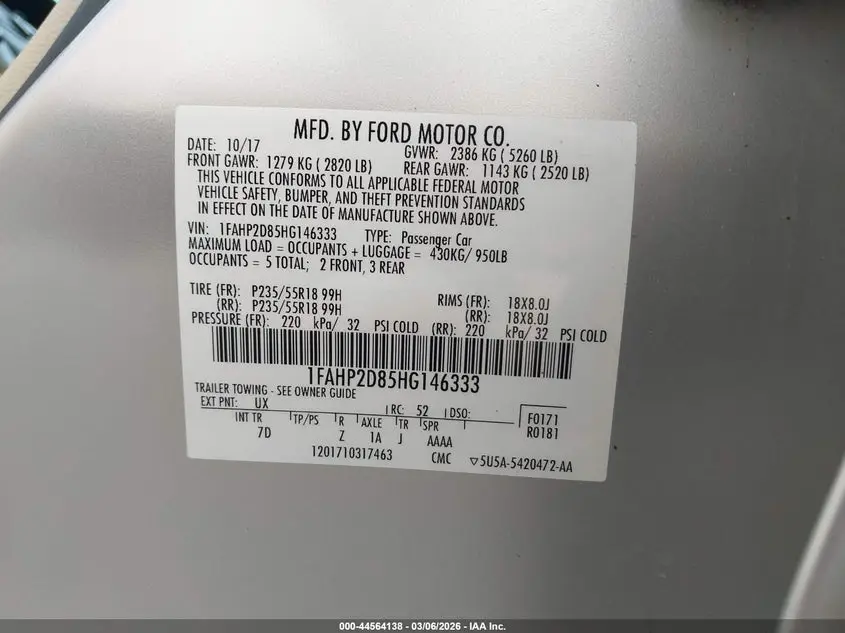 MFD. BY FORD MOTOR CO.
DATE: 10/17 GVWR: 2386 KG ( 5260 LB)
FRONT GAWR: 1279 KG ( 2820 LB) REAR GAWR: 1143 KG ( 2520 LB)
THIS VEHICLE CONFORMS TO ALL APPLICABLE FEDERAL MOTOR
VEHICLE SAFETY, BUMPER, AND THEFT PREVENTION STANDARDS
IN EFFECT ON THE DATE OF MANUFACTURE SHOWN ABOVE.
VIN: 1FAHP2D85HG146333 TYPE: Passenger Car
MAXIMUM LOAD = OCCUPANTS + LUGGAGE = 430KG/ 950LB
OCCUPANTS = 5 TOTAL; 2 FRONT, 3 REAR
TIRE (FR): P235/55R18 99H RIMS (FR): 18X8.0J
(RR): P235/55R18 99H (RR): 18X8.0J
PRESSURE (FR): 220 kPa/ 32 PSI COLD (RR): 220 kPa/ 32 PSI COLD
1FAHP2D85HG146333
TRAILER TOWING - SEE OWNER GUIDE
EXT PNT: UX RC: 52 DSO: F0171
INT TR TP/PS R AXLE TR SPR R0181
7D Z 1A J AAAA
1201710317463 CMC ▽5U5A-5420472-AA
000-44564138 — 03/06/2026 — IAA Inc.